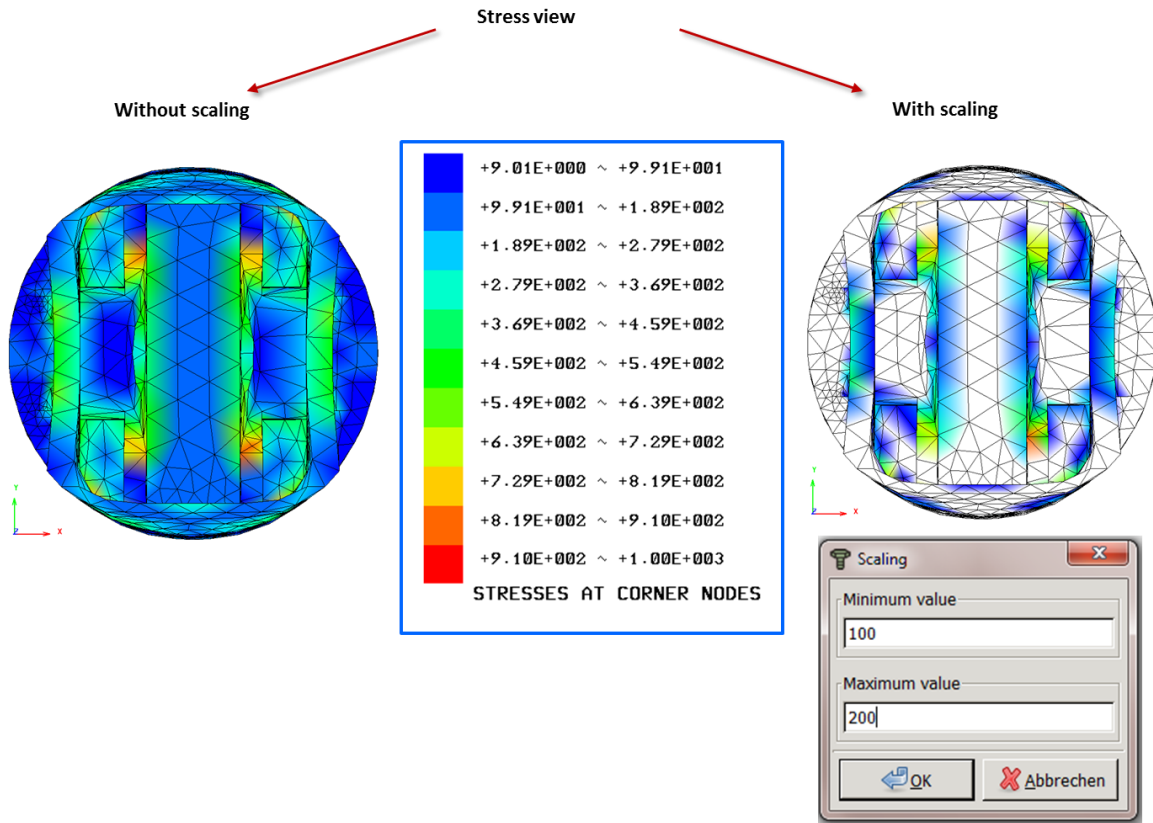 Stress view
Without scaling
With scaling
+9.01E+000 ~ +9.91E+001
+9.91E+001 ~ +1.89E+002
+1.89E+002 ~ +2.79E+002
+2.79E+002 ~ +3.69E+002
+3.69E+002 ~ +4.59E+002
+4.59E+002 ~ +5.49E+002
+5.49E+002 ~ +6.39E+002
+6.39E+002 ~ +7.29E+002
+7.29E+002 ~ +8.19E+002
+8.19E+002 ~ +9.10E+002
+9.10E+002 ~ +1.00E+003
STRESSES AT CORNER NODES
Y
Z
X
Y
Z
X
Scaling
Minimum value
100
Maximum value
200
OK
Abbrechen